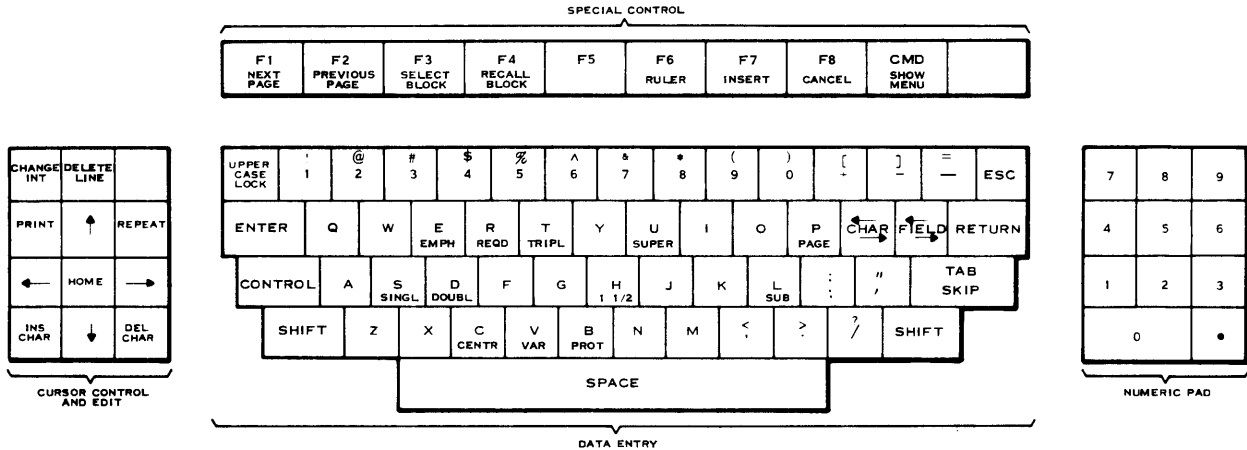 SPECIAL CONTROL
F1 F2 F3 F4 F5 F6 F7 F8 CMD
NEXT PAGE PREVIOUS PAGE SELECT BLOCK RECALL BLOCK RULER INSERT CANCEL SHOW MENU
CHANGE INT DELETE LINE
PRINT ↑ REPEAT
← HOME →
INS CHAR ↓ DEL CHAR
CURSOR CONTROL
AND EDIT
UPPER CASE LOCK ' 1 @ 2 # 3 $ 4 % 5 ^ 6 & 7 * 8 ( 9 ) 0 [ + ] - = — ESC
ENTER Q W E EMPH R REQD T TRIPL Y U SUPER I O P PAGE CHAR FIELD RETURN
CONTROL A S SINGL D DOUBL F G H 1 1/2 J K L SUB : ; " , TAB SKIP
SHIFT Z X C CENTR V VAR B PROT N M < , > . ? / SHIFT
SPACE
DATA ENTRY
7 8 9
4 5 6
1 2 3
0 •
NUMERIC PAD